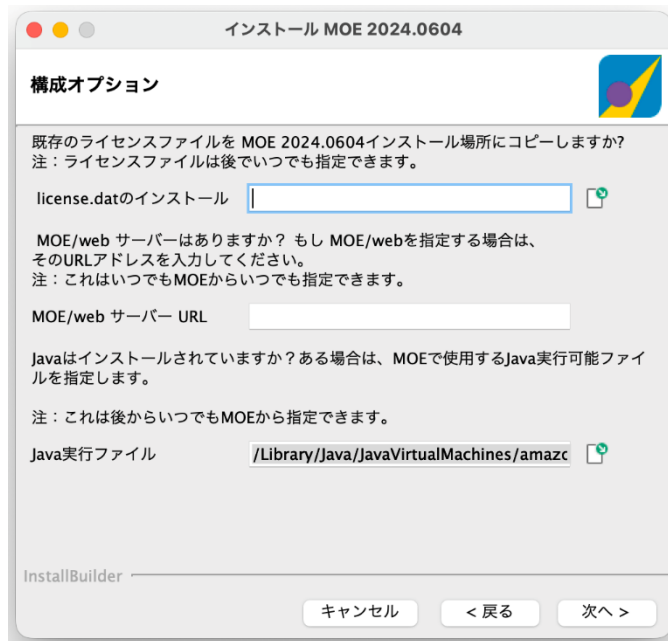 インストール MOE 2024.0604
構成オプション
既存のライセンスファイルを MOE 2024.0604インストール場所にコピーしますか?
注：ライセンスファイルは後でいつでも指定できます。
license.datのインストール
MOE/web サーバーはありますか？ もし MOE/webを指定する場合は、
そのURLアドレスを入力してください。
注：これはいつでもMOEからいつでも指定できます。
MOE/web サーバー URL
Javaはインストールされていますか？ある場合は、MOEで使用するJava実行可能ファイ
ルを指定します。
注：これは後からいつでもMOEから指定できます。
Java実行ファイル /Library/Java/JavaVirtualMachines/amazc
InstallBuilder
キャンセル < 戻る 次へ >